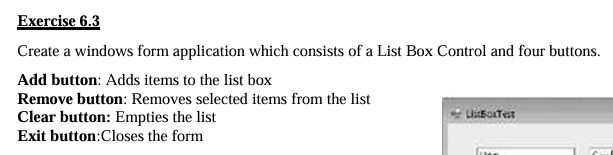 Exercise 6.3
Create a windows form application which consists of a List Box Control and four buttons.
Add button: Adds items to the list box
Remove button: Removes selected items from the list
Clear button: Empties the list
Exit button:Closes the form
ListBoxTest